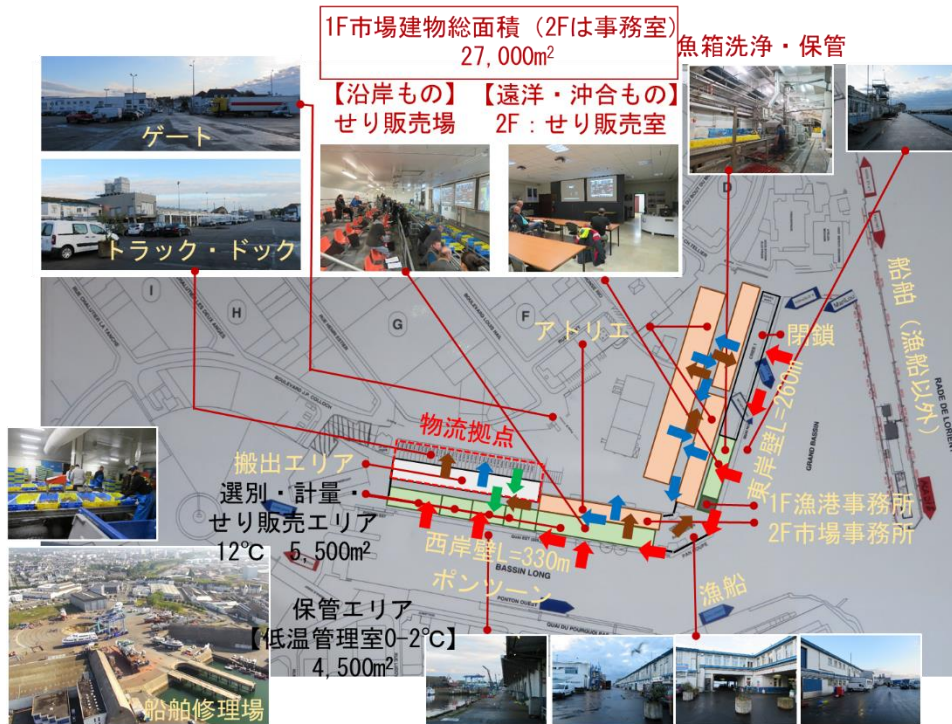 1F市場建物総面積（2Fは事務室）
27,000m²
魚箱洗浄・保管
【沿岸もの】
せり販売場
【遠洋・沖合もの】
2F：せり販売室
ゲート
トラック・ドック
I
H
G
F
D
アトリエ
閉鎖
船舶（漁船以外）
RADE DE LORIENT
GRAND BASSIN
東岸壁L=260m
物流拠点
搬出エリア
選別・計量・
せり販売エリア
12℃ 5,500m²
1F漁港事務所
2F市場事務所
西岸壁L=330m
BASSIN LONG
ポンツーン
PONTON OUEST
漁船
保管エリア
【低温管理室0-2℃】
4,500m²
船舶修理場